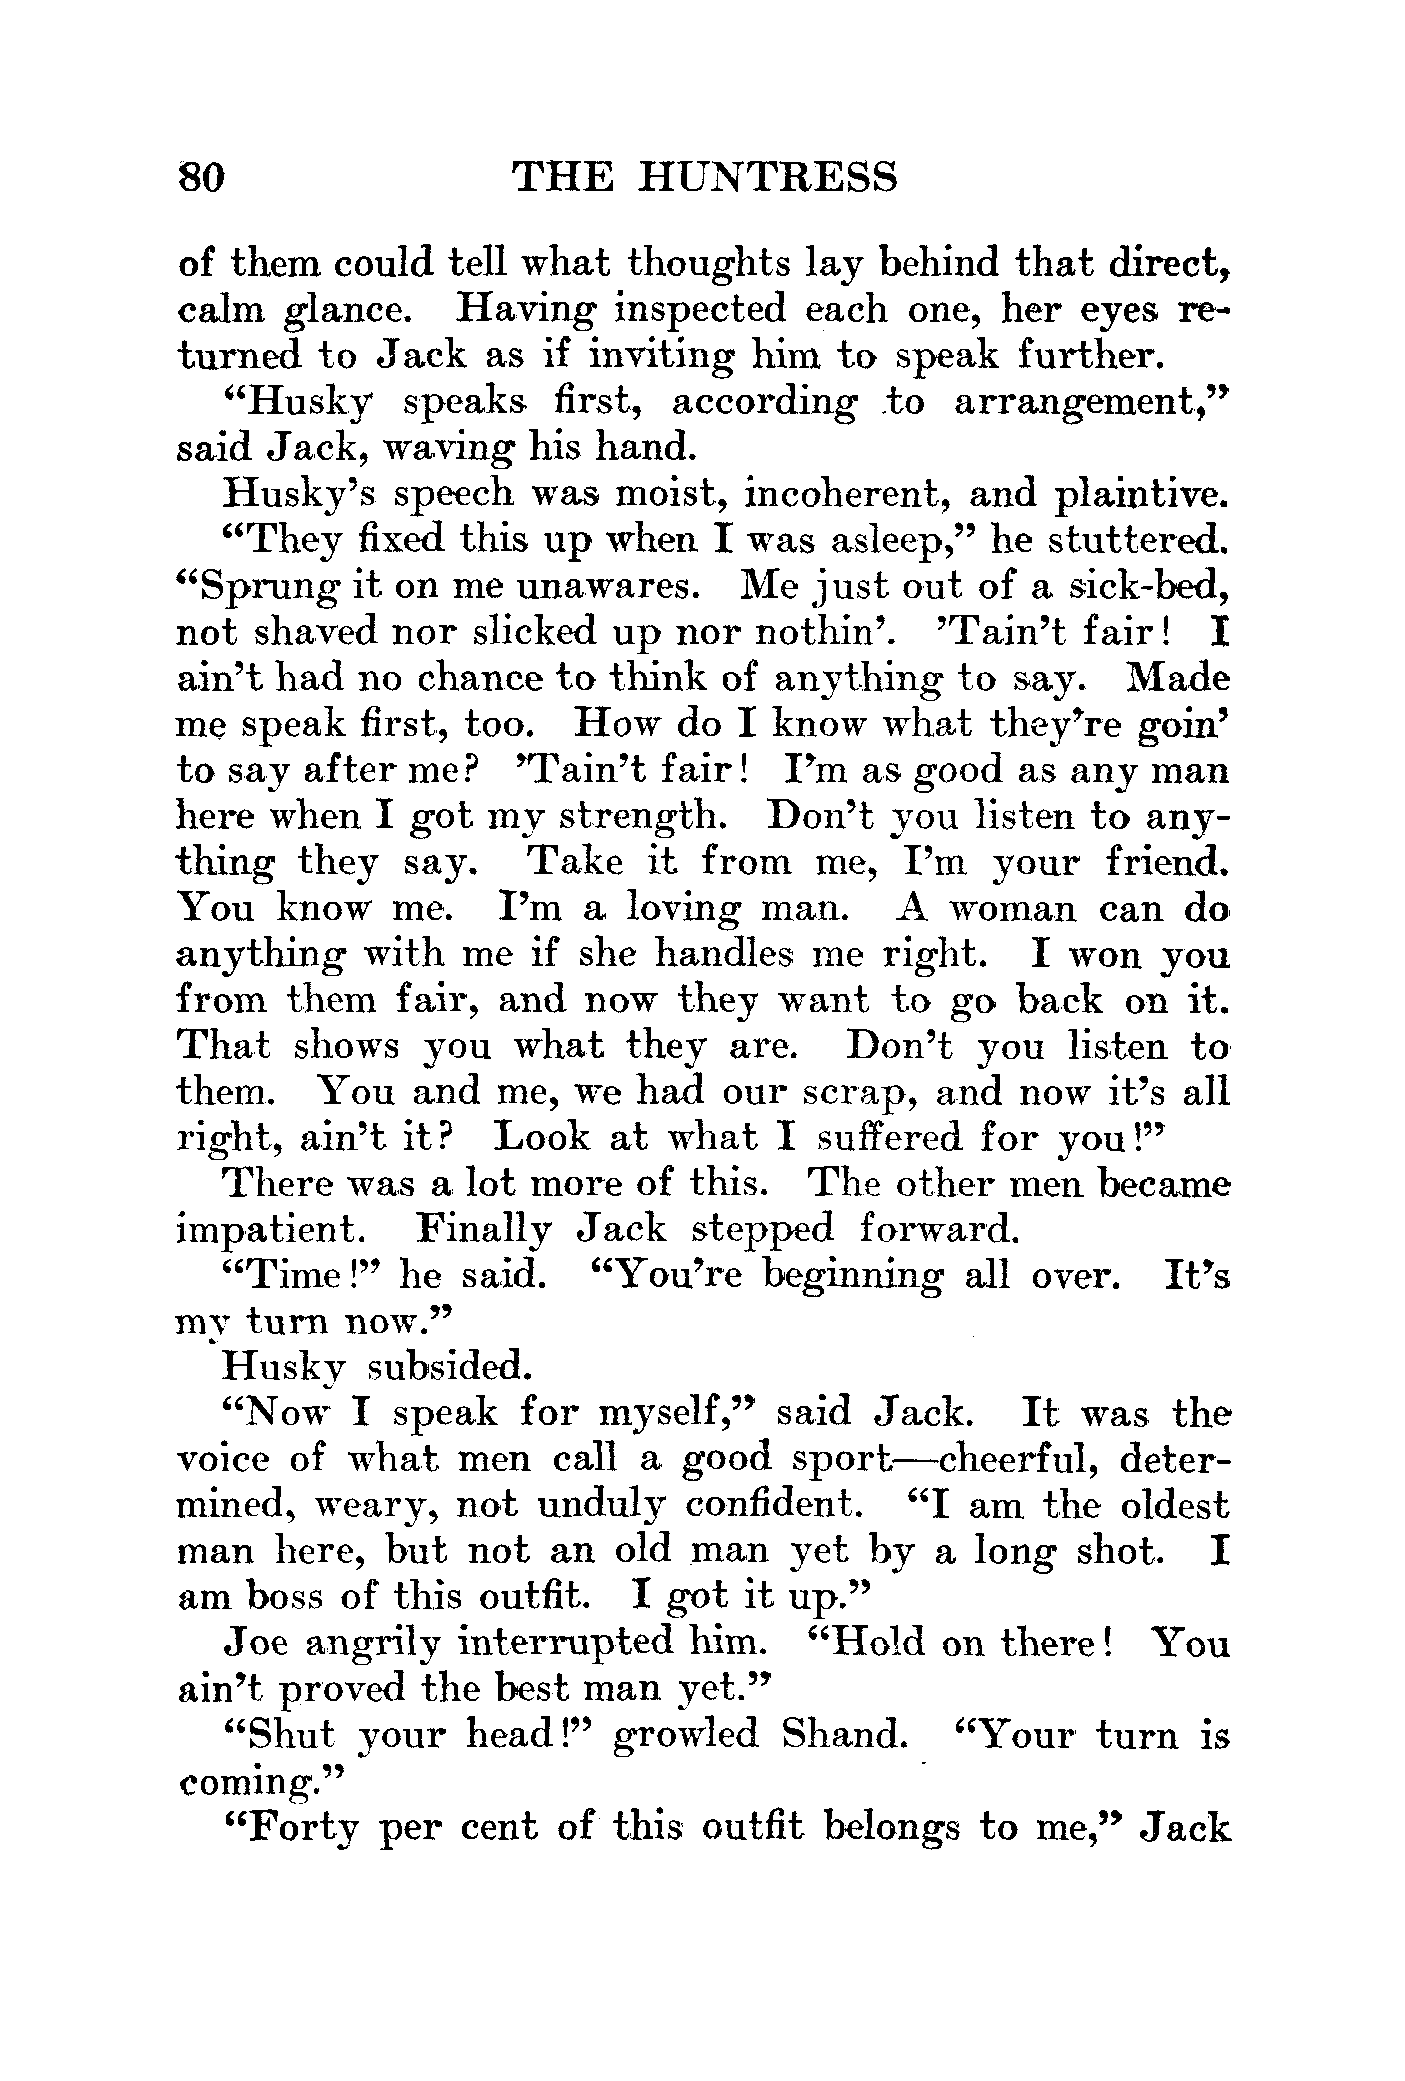 80 THE HUNTRESS
of them could tell what thoughts lay behind that direct,
calm glance. Having inspected each one, her eyes re-
turned to Jack as if inviting him to speak further.
“Husky speaks first, according to arrangement,”
said Jack, waving his hand.
Husky’s speech was moist, incoherent, and plaintive.
“They fixed this up when I was asleep,” he stuttered.
“Sprung it on me unawares. Me just out of a sick-bed,
not shaved nor slicked up nor nothin’. ’Tain’t fair! I
ain’t had no chance to think of anything to say. Made
me speak first, too. How do I know what they’re goin’
to say after me? ’Tain’t fair! I’m as good as any man
here when I got my strength. Don’t you listen to any-
thing they say. Take it from me, I’m your friend.
You know me. I’m a loving man. A woman can do
anything with me if she handles me right. I won you
from them fair, and now they want to go back on it.
That shows you what they are. Don’t you listen to
them. You and me, we had our scrap, and now it’s all
right, ain’t it? Look at what I suffered for you!”
There was a lot more of this. The other men became
impatient. Finally Jack stepped forward.
“Time!” he said. “You’re beginning all over. It’s
my turn now.”
Husky subsided.
“Now I speak for myself,” said Jack. It was the
voice of what men call a good sport—cheerful, deter-
mined, weary, not unduly confident. “I am the oldest
man here, but not an old man yet by a long shot. I
am boss of this outfit. I got it up.”
Joe angrily interrupted him. “Hold on there! You
ain’t proved the best man yet.”
“Shut your head!” growled Shand. “Your turn is
coming.”
“Forty per cent of this outfit belongs to me,” Jack